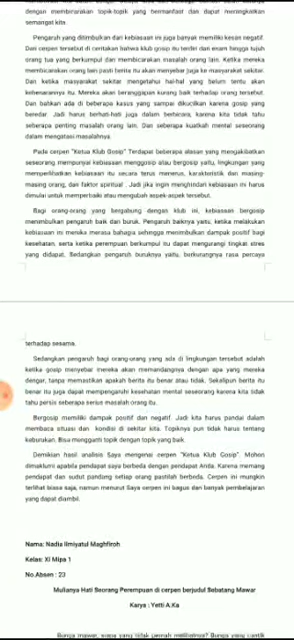 dengan membicarakan topik-topik yang bermanfaat dan dapat meningkatkan
semangat kita.
Pengaruh yang ditimbulkan dari kebiasaan ini juga banyak memiliki kesan negatif.
Dari cerpen tersebut di ceritakan bahwa klub gosip itu terdiri dari enam hingga tujuh
orang tua yang berkumpul dan membicarakan masalah orang lain. Ketika mereka
membicarakan orang lain pasti berita itu akan menyebar juga ke masyarakat sekitar.
Dan ketika masyarakat sekitar mengetahui hal-hal yang belum tentu akan
kebenarannya itu. Mereka akan beranggapan kurang baik terhadap orang tersebut.
Dan bahkan ada di beberapa kasus yang sampai dikucilkan karena gosip yang
beredar. Jadi harus berhati-hati juga dalam berbicara, karena kita tidak tahu
seberapa penting masalah orang lain. Dan seberapa kuatkah mental seseorang
dalam mengatasi masalahnya.
Pada cerpen "Ketua Klub Gosip" Terdapat beberapa alasan yang mengakibatkan
seseorang mempunyai kebiasaan menggosip atau bergosip yaitu, lingkungan yang
memperlihatkan kebiasaan itu secara terus menerus, karakteristik dari masing-
masing orang, dan faktor spiritual . Jadi jika ingin menghindari kebiasaan ini harus
dimulai untuk memperbaiki atau mengubah aspek-aspek tersebut.
Bagi orang-orang yang bergabung dengan klub ini, kebiasaan bergosip
menimbulkan pengaruh baik dan buruk. Pengaruh baiknya yaitu, ketika melakukan
kebiasaan ini mereka merasa bahagia sehingga menimbulkan dampak positif bagi
kesehatan, serta ketika perempuan berkumpul itu dapat mengurangi tingkat stres
yang didapat. Sedangkan pengaruh buruknya yaitu, berkurangnya rasa percaya
terhadap sesama.
Sedangkan pengaruh bagi orang-orang yang ada di lingkungan tersebut adalah
ketika gosip menyebar mereka akan memandangnya dengan apa yang mereka
dengar, tanpa memastikan apakah berita itu benar atau tidak. Sekalipun berita itu
benar itu juga dapat mempengaruhi kesehatan mental seseorang karena kita tidak
tahu persis seberapa serius masalah orang itu.
Bergosip memiliki dampak positif dan negatif. Jadi kita harus pandai dalam
membaca situasi dan kondisi di sekitar kita. Topiknya pun tidak harus tentang
keburukan. Bisa mengganti topik dengan topik yang baik.
Demikian hasil analisis Saya mengenai cerpen "Ketua Klub Gosip". Mohon
dimaklumi apabila pendapat saya berbeda dengan pendapat Anda. Karena memang
pendapat dan sudut pandang setiap orang pastilah berbeda. Cerpen ini mungkin
terlihat biasa saja, namun menurut Saya cerpen ini bagus dan banyak pembelajaran
yang dapat diambil.
Nama: Nadia Ilmiyatul Maghfiroh
Kelas: XI Mipa 1
No.Absen : 23
Mulianya Hati Seorang Perempuan di cerpen berjudul Sebatang Mawar
Karya : Yetti A.Ka
Bunga mawar, siapa yang tidak pernah melihatnya? Bunga yang cantik